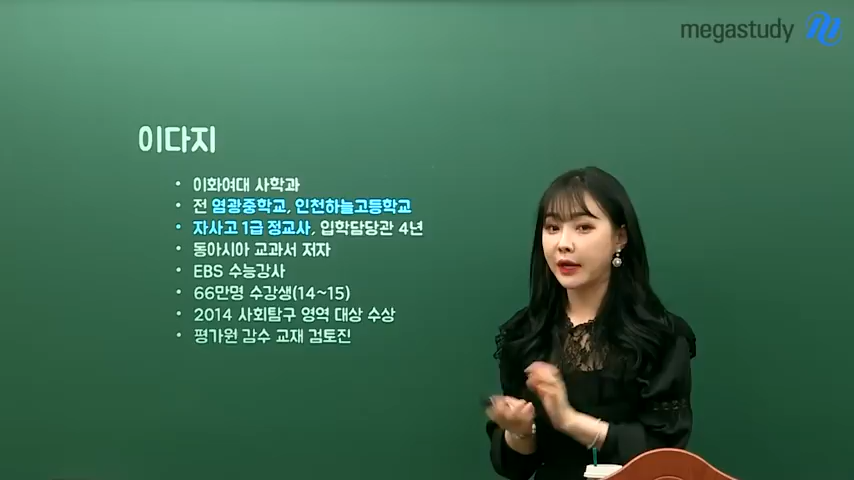 megastudy
이다지
• 이화여대 사학과
• 전 염광중학교, 인천하늘고등학교
• 자사고 1급 정교사, 입학담당관 4년
• 동아시아 교과서 저자
• EBS 수능강사
• 66만명 수강생(14~15)
• 2014 사회탐구 영역 대상 수상
• 평가원 감수 교재 검토진